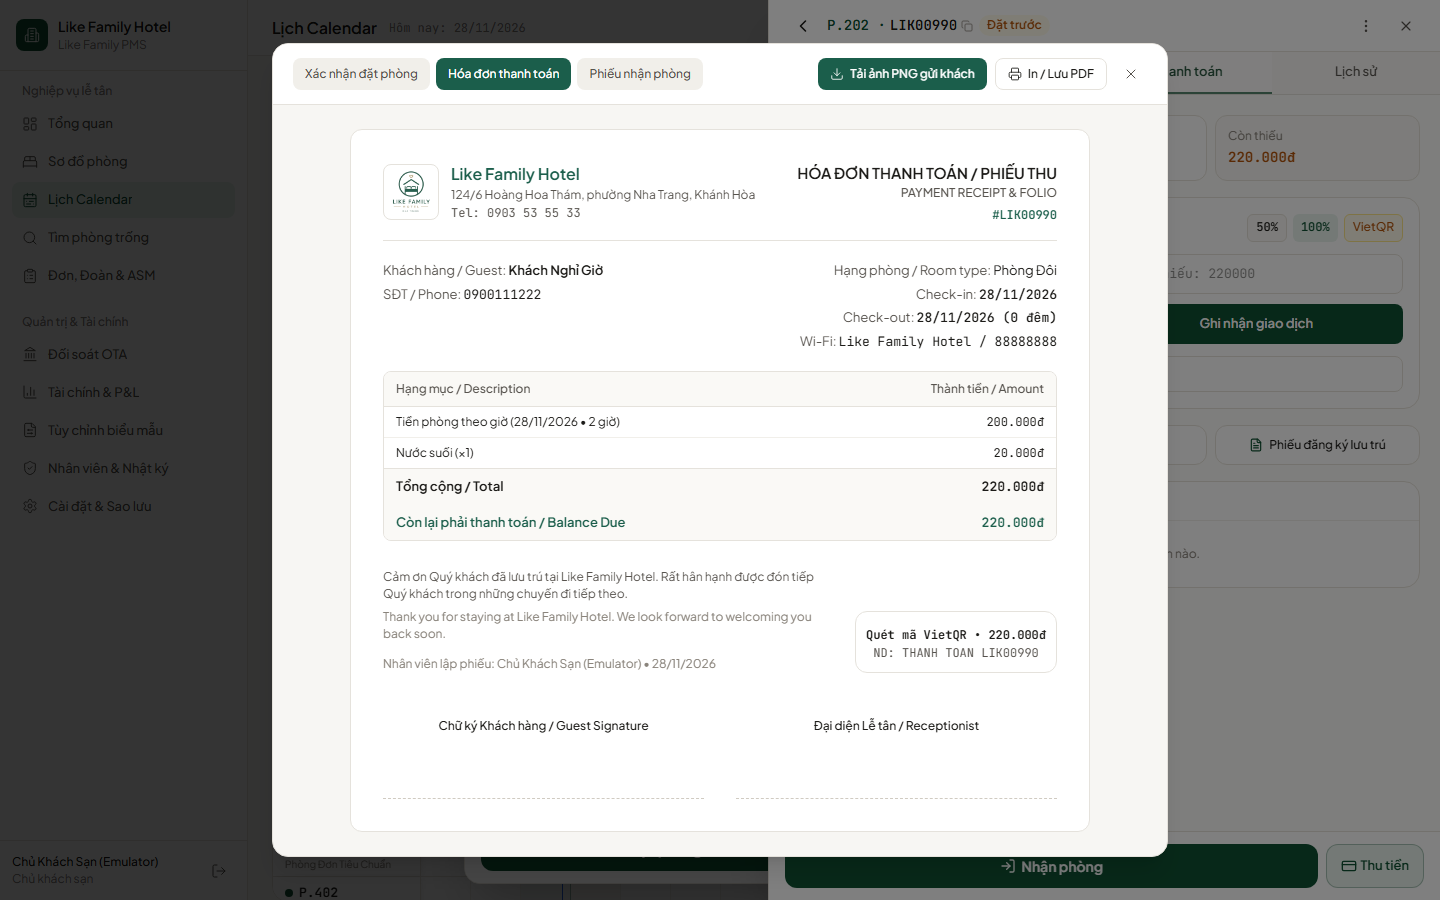 Like Family Hotel
Like Family PMS
Nghiệp vụ lễ tân
Tổng quan
Sơ đồ phòng
Lịch Calendar
Tìm phòng trống
Đơn, Đoàn & ASM
Quản trị & Tài chính
Đối soát OTA
Tài chính & P&L
Tùy chỉnh biểu mẫu
Nhân viên & Nhật ký
Cài đặt & Sao lưu
Chủ Khách Sạn (Emulator)
Chủ khách sạn
Lịch Calendar Hôm nay: 28/11/2026
P.202 · LIK00990 Đặt trước
Xác nhận đặt phòng
Hóa đơn thanh toán
Phiếu nhận phòng
Tải ảnh PNG gửi khách
In / Lưu PDF
Like Family Hotel
124/6 Hoàng Hoa Thám, phường Nha Trang, Khánh Hòa
Tel: 0903 53 55 33
LIKE FAMILY
HÓA ĐƠN THANH TOÁN / PHIẾU THU
PAYMENT RECEIPT & FOLIO
#LIK00990
Khách hàng / Guest: Khách Nghỉ Giờ
SĐT / Phone: 0900111222
Hạng phòng / Room type: Phòng Đôi
Check-in: 28/11/2026
Check-out: 28/11/2026 (0 đêm)
Wi-Fi: Like Family Hotel / 88888888
Hạng mục / Description Thành tiền / Amount
Tiền phòng theo giờ (28/11/2026 • 2 giờ) 200.000đ
Nước suối (×1) 20.000đ
Tổng cộng / Total 220.000đ
Còn lại phải thanh toán / Balance Due 220.000đ
Cảm ơn Quý khách đã lưu trú tại Like Family Hotel. Rất hân hạnh được đón tiếp
Quý khách trong những chuyến đi tiếp theo.
Thank you for staying at Like Family Hotel. We look forward to welcoming you
back soon.
Nhân viên lập phiếu: Chủ Khách Sạn (Emulator) • 28/11/2026
Quét mã VietQR • 220.000đ
ND: THANH TOAN LIK00990
Chữ ký Khách hàng / Guest Signature
Đại diện Lễ tân / Receptionist
anh toán
Lịch sử
Còn thiếu
220.000đ
50%
100%
VietQR
iếu: 220000
Ghi nhận giao dịch
Phiếu đăng ký lưu trú
n nào.
Phòng Đơn Tiêu Chuẩn
P.402
Nhận phòng
Thu tiền